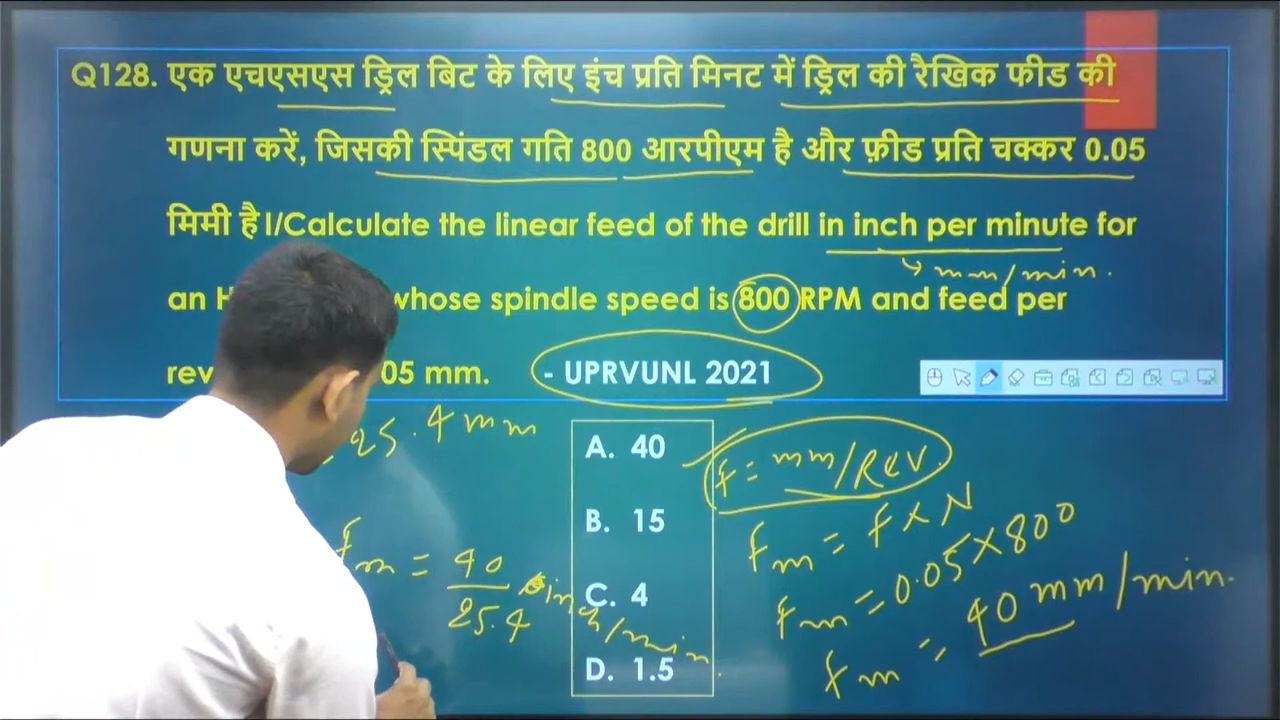 Q128. एक एचएसएस ड्रिल बिट के लिए इंच प्रति मिनट में ड्रिल की रैखिक फीड की
गणना करें, जिसकी स्पिंडल गति 800 आरपीएम है और फ़ीड प्रति चक्कर 0.05
मिमी है।/Calculate the linear feed of the drill in inch per minute for
mm/min.
an H whose spindle speed is 800 RPM and feed per
rev 05 mm.
- UPRVUNL 2021
25.4 mm
A. 40
f = mm/Rev.
B. 15
fm = f × N
fm = 40/25.4 inch/min.
C. 4
fm = 0.05×800
fm = 40 mm/min.
D. 1.5